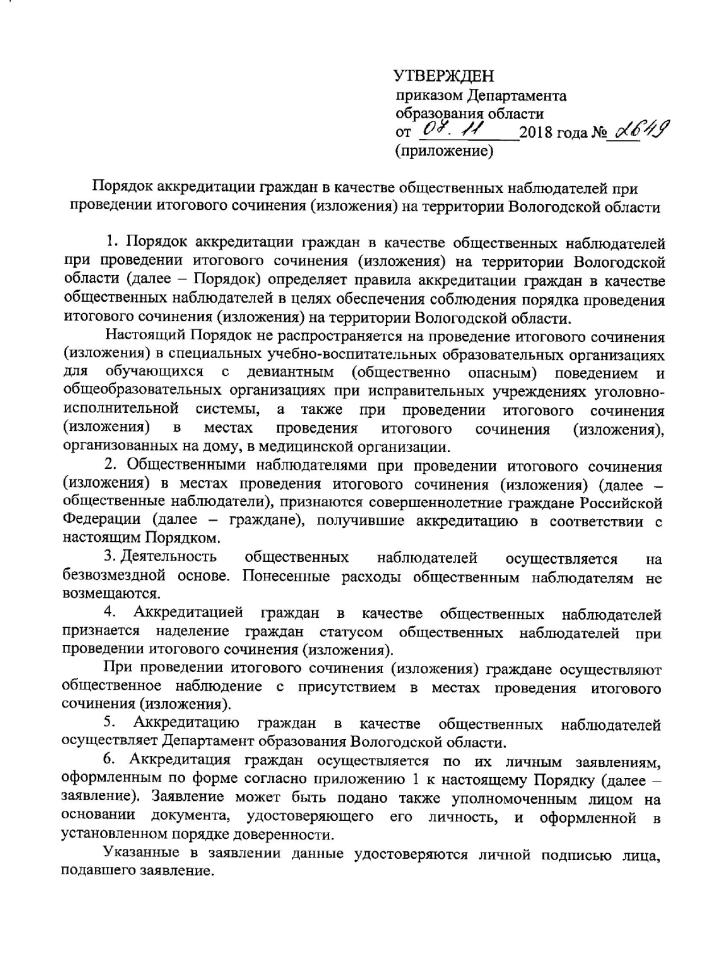 УТВЕРЖДЕН
приказом Департамента
образования области
от 07. 11 2018 года № 2649
(приложение)
Порядок аккредитации граждан в качестве общественных наблюдателей при
проведении итогового сочинения (изложения) на территории Вологодской области
1. Порядок аккредитации граждан в качестве общественных наблюдателей
при проведении итогового сочинения (изложения) на территории Вологодской
области (далее – Порядок) определяет правила аккредитации граждан в качестве
общественных наблюдателей в целях обеспечения соблюдения порядка проведения
итогового сочинения (изложения) на территории Вологодской области.
Настоящий Порядок не распространяется на проведение итогового сочинения
(изложения) в специальных учебно-воспитательных образовательных организациях
для обучающихся с девиантным (общественно опасным) поведением и
общеобразовательных организациях при исправительных учреждениях уголовно-
исполнительной системы, а также при проведении итогового сочинения
(изложения) в местах проведения итогового сочинения (изложения),
организованных на дому, в медицинской организации.
2. Общественными наблюдателями при проведении итогового сочинения
(изложения) в местах проведения итогового сочинения (изложения) (далее –
общественные наблюдатели), признаются совершеннолетние граждане Российской
Федерации (далее – граждане), получившие аккредитацию в соответствии с
настоящим Порядком.
3. Деятельность общественных наблюдателей осуществляется на
безвозмездной основе. Понесенные расходы общественным наблюдателям не
возмещаются.
4. Аккредитацией граждан в качестве общественных наблюдателей
признается наделение граждан статусом общественных наблюдателей при
проведении итогового сочинения (изложения).
При проведении итогового сочинения (изложения) граждане осуществляют
общественное наблюдение с присутствием в местах проведения итогового
сочинения (изложения).
5. Аккредитацию граждан в качестве общественных наблюдателей
осуществляет Департамент образования Вологодской области.
6. Аккредитация граждан осуществляется по их личным заявлениям,
оформленным по форме согласно приложению 1 к настоящему Порядку (далее –
заявление). Заявление может быть подано также уполномоченным лицом на
основании документа, удостоверяющего его личность, и оформленной в
установленном порядке доверенности.
Указанные в заявлении данные удостоверяются личной подписью лица,
подавшего заявление.